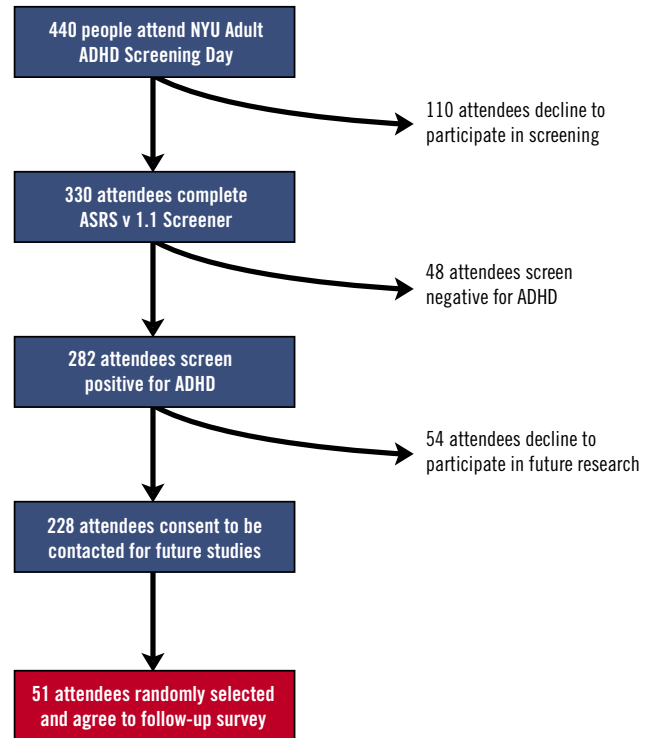 440 people attend NYU Adult
ADHD Screening Day
110 attendees decline to
participate in screening
330 attendees complete
ASRS v 1.1 Screener
48 attendees screen
negative for ADHD
282 attendees screen
positive for ADHD
54 attendees decline to
participate in future research
228 attendees consent to be
contacted for future studies
51 attendees randomly selected
and agree to follow-up survey